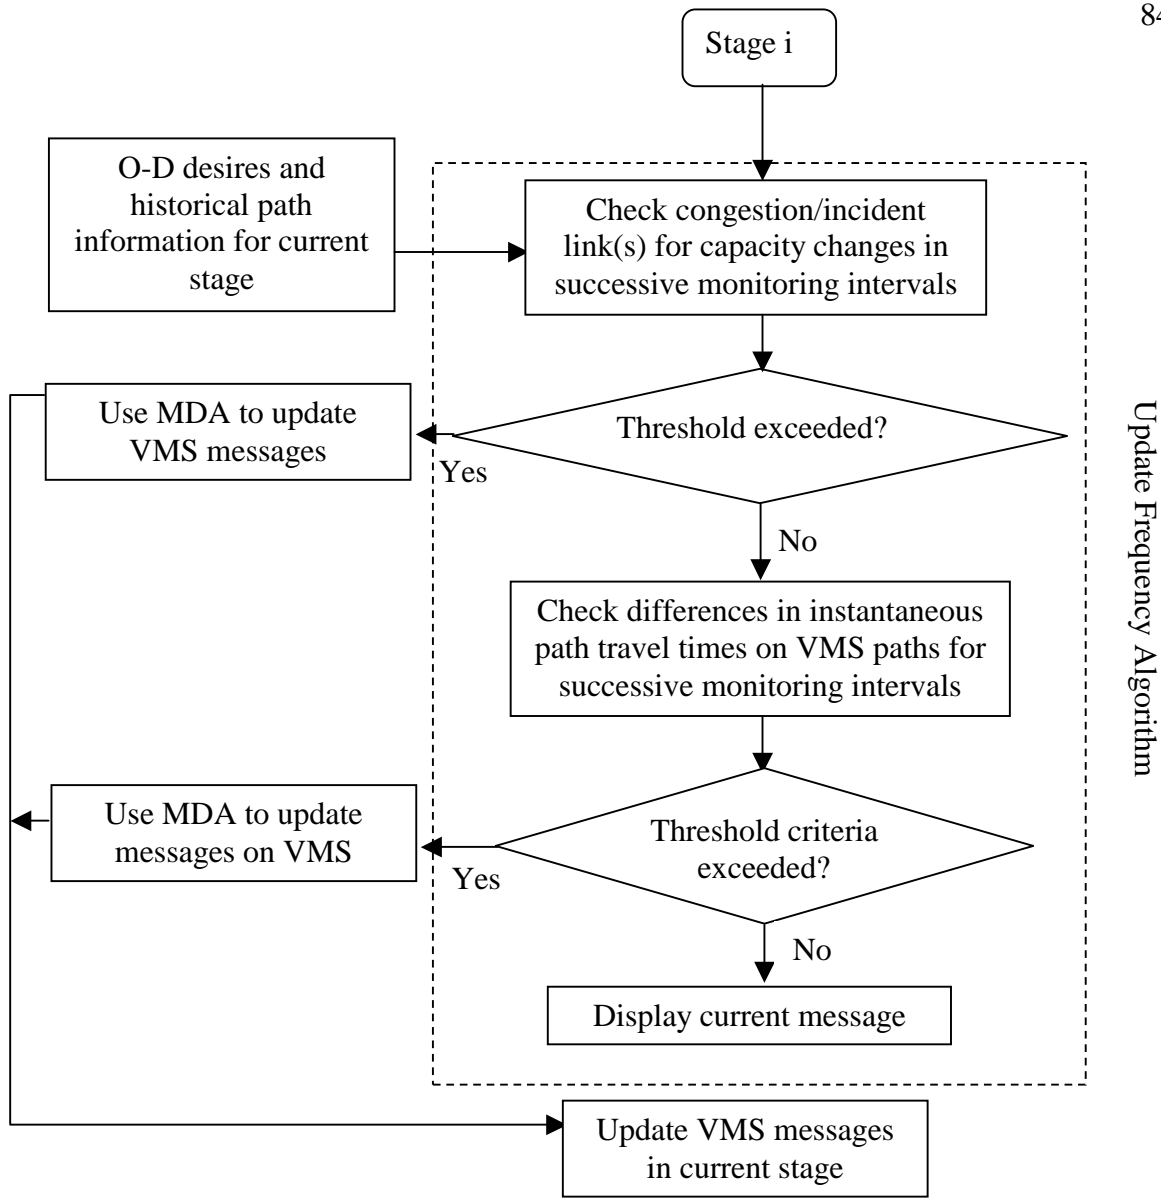 84
Stage i
O-D desires and
historical path
information for current
stage
Check congestion/incident
link(s) for capacity changes in
successive monitoring intervals
Use MDA to update
VMS messages
Threshold exceeded?
Yes
No
Check differences in instantaneous
path travel times on VMS paths for
successive monitoring intervals
Use MDA to update
messages on VMS
Threshold criteria
exceeded?
Yes
No
Display current message
Update VMS messages
in current stage
Update Frequency Algorithm